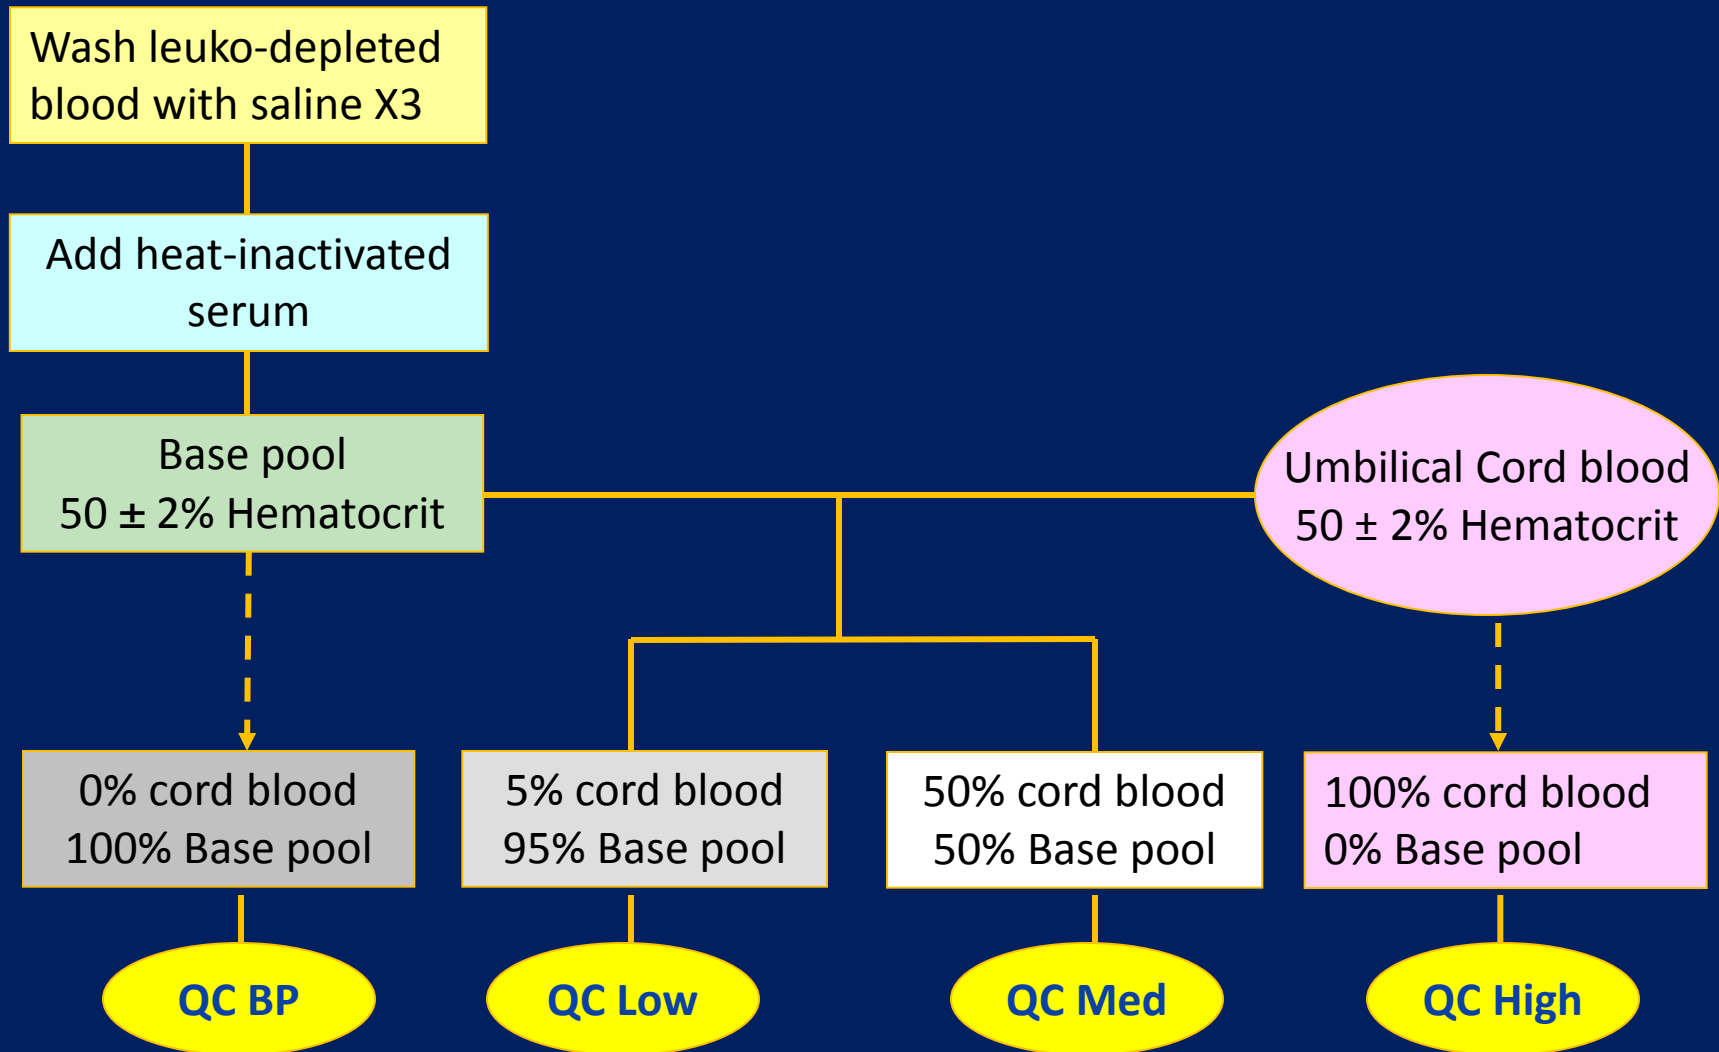 Wash leuko-depleted
blood with saline X3
Add heat-inactivated
serum
Base pool
50 ± 2% Hematocrit
Umbilical Cord blood
50 ± 2% Hematocrit
0% cord blood
100% Base pool
5% cord blood
95% Base pool
50% cord blood
50% Base pool
100% cord blood
0% Base pool
QC BP
QC Low
QC Med
QC High